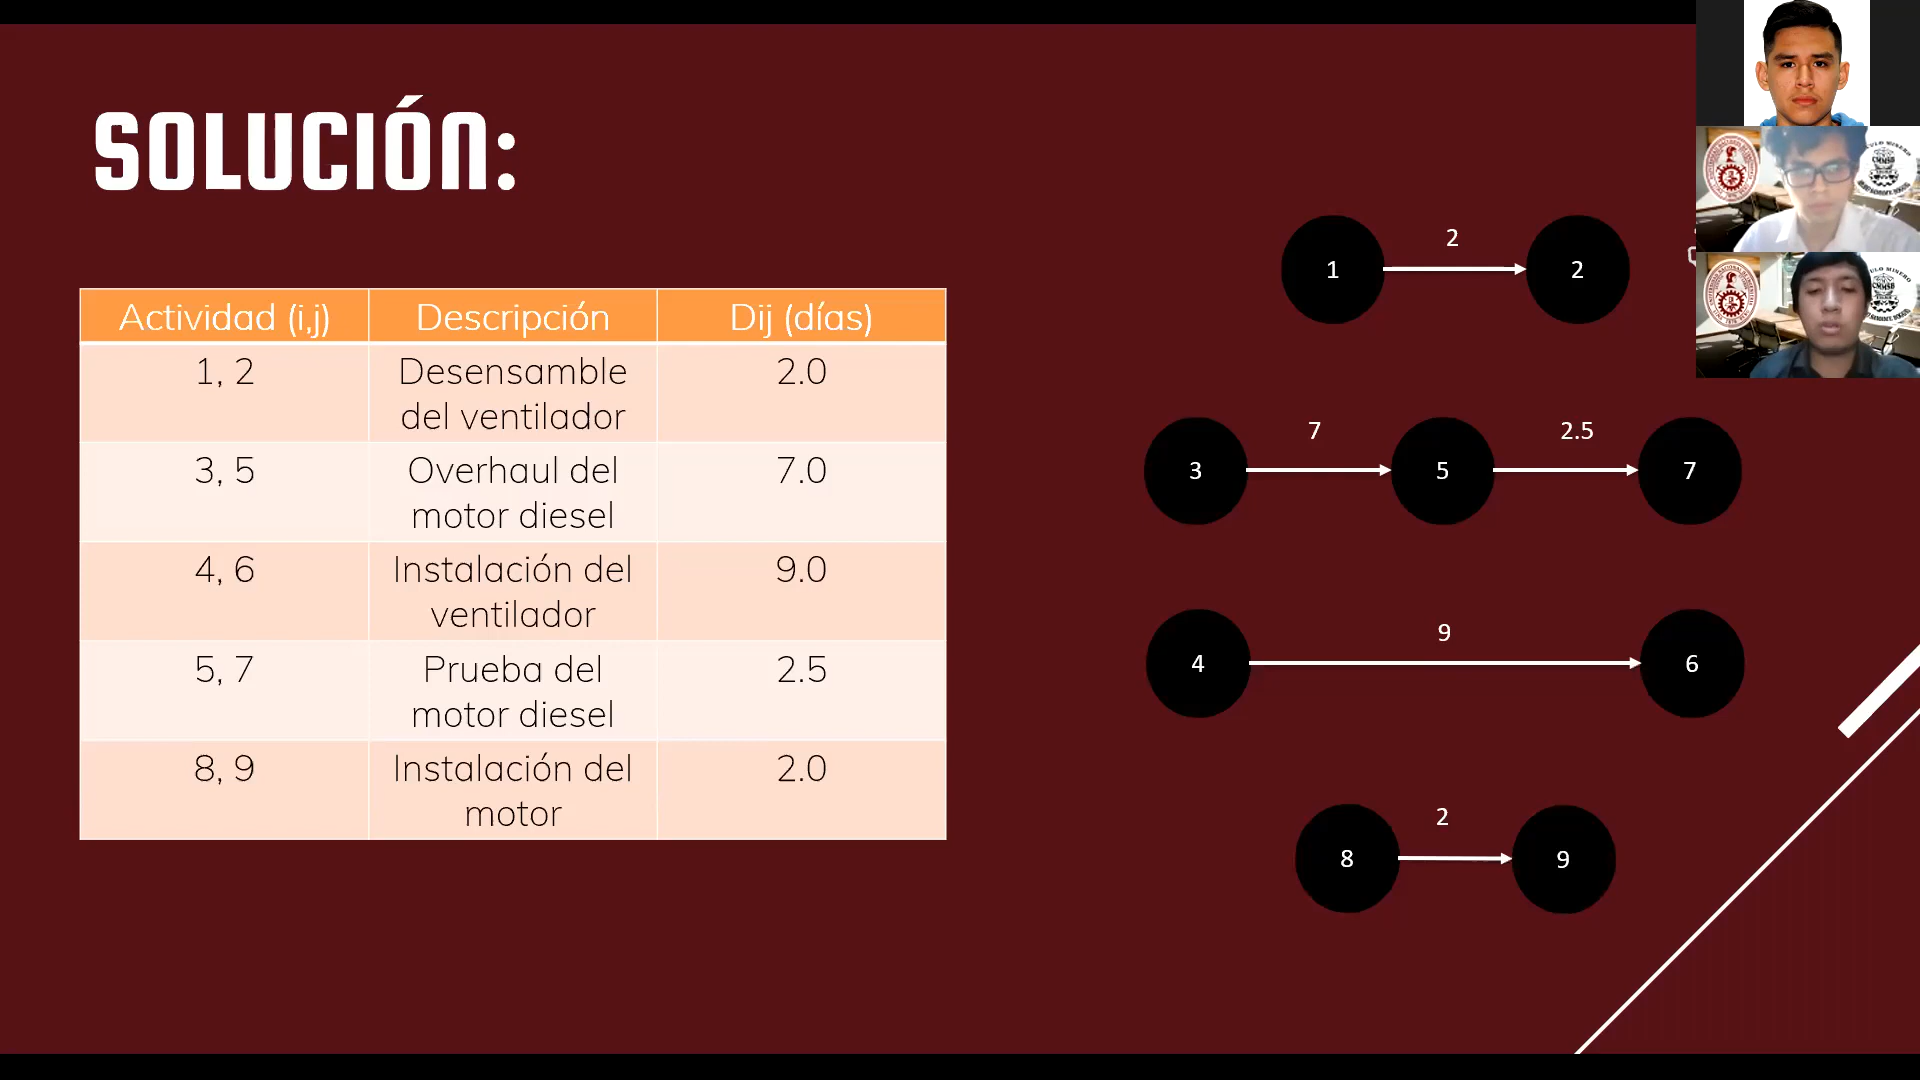 SOLUCIÓN:
Actividad (i,j) Descripción Dij (días)
1, 2 Desensamble del ventilador 2.0
3, 5 Overhaul del motor diesel 7.0
4, 6 Instalación del ventilador 9.0
5, 7 Prueba del motor diesel 2.5
8, 9 Instalación del motor 2.0
2
1 2
7 2.5
3 5 7
9
4 6
2
8 9